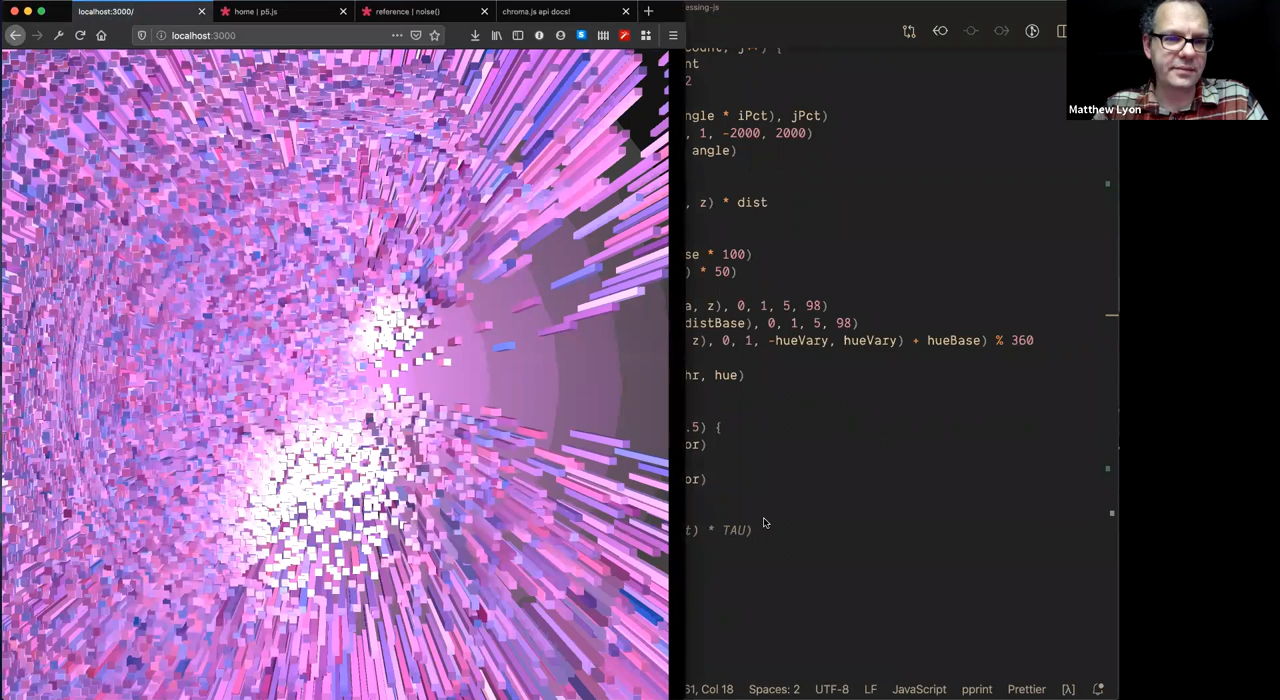 localhost:3000/
home | p5.js
reference | noise()
chroma.js api docs!
essing-js
localhost:3000
j++) {
nt
2
ngle * iPct), jPct)
, 1, -2000, 2000)
angle)
, z) * dist
se * 100)
) * 50)
a, z), 0, 1, 5, 98)
distBase), 0, 1, 5, 98)
z), 0, 1, -hueVary, hueVary) + hueBase) % 360
hr, hue)
.5) {
or)
or)
t) * TAU)
61, Col 18 Spaces: 2 UTF-8 LF JavaScript pprint Prettier [λ]
Matthew Lyon